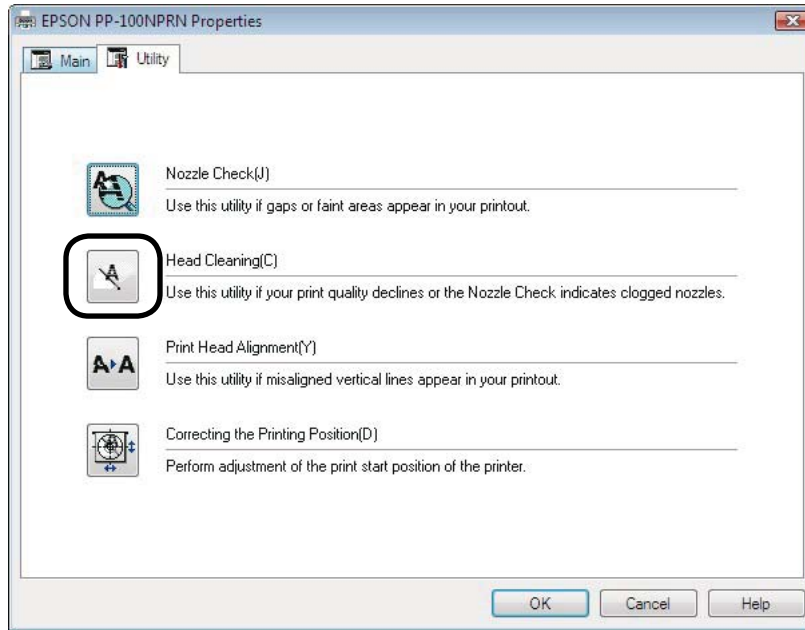 EPSON PP-100NPRN Properties
Main Utility
Nozzle Check(J)
Use this utility if gaps or faint areas appear in your printout.
Head Cleaning(C)
Use this utility if your print quality declines or the Nozzle Check indicates clogged nozzles.
Print Head Alignment(Y)
Use this utility if misaligned vertical lines appear in your printout.
Correcting the Printing Position(D)
Perform adjustment of the print start position of the printer.
OK Cancel Help